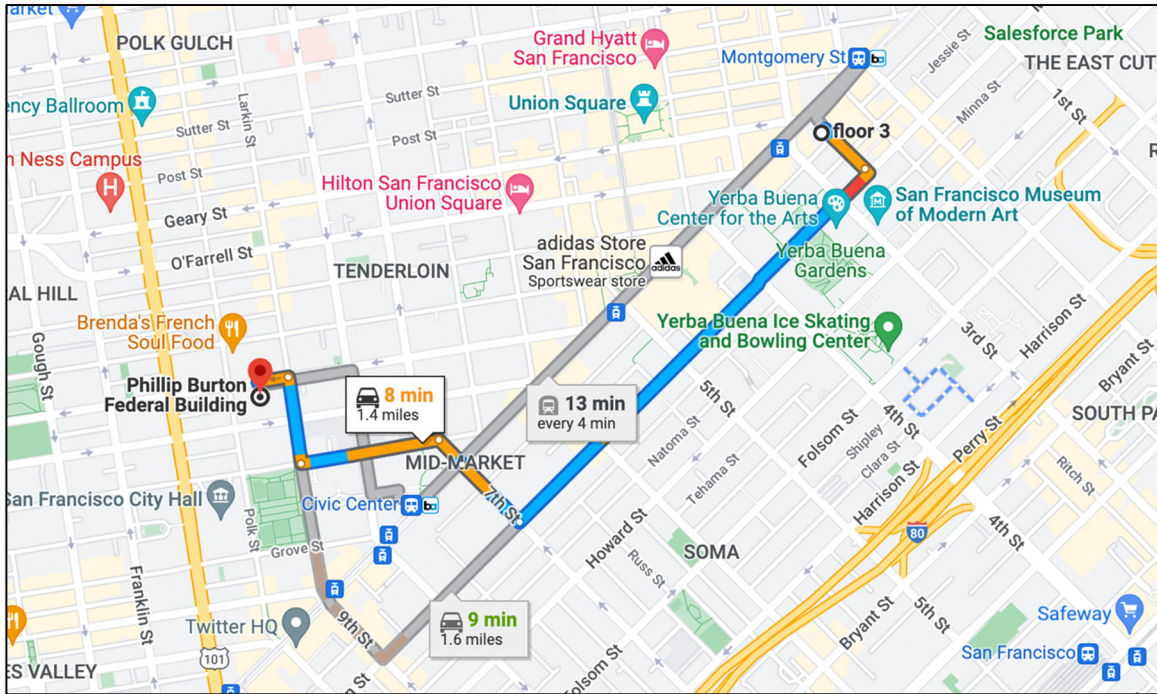 arket
POLK GULCH
Grand Hyatt
San Francisco
Montgomery St
Jessie St
Salesforce Park
THE EAST CUT
ency Ballroom
Larkin St
Sutter St
Union Square
Minna St
1st St
Sutter St
Post St
floor 3
n Ness Campus
Post St
Hilton San Francisco
Union Square
Yerba Buena
Center for the Arts
San Francisco Museum
of Modern Art
Geary St
O'Farrell St
TENDERLOIN
adidas Store
San Francisco
Sportswear store
adidas
Yerba Buena
Gardens
AL HILL
Brenda's French
Soul Food
Yerba Buena Ice Skating
and Bowling Center
3rd St
Harrison St
Gough St
Bryant St
Phillip Burton
Federal Building
8 min
1.4 miles
13 min
every 4 min
5th St
4th St
SOUTH PA
Folsom St
Shipley
Clara St
Perry St
Natoma St
MID-MARKET
Tehama St
Ritch St
San Francisco City Hall
Civic Center
7th St
Harrison St
80
4th St
Polk St
Grove St
Howard St
SOMA
Russ St
Franklin St
9 min
1.6 miles
Twitter HQ
9th St
Bryant St
5th St
Safeway
101
ES VALLEY
Folsom St
San Francisco